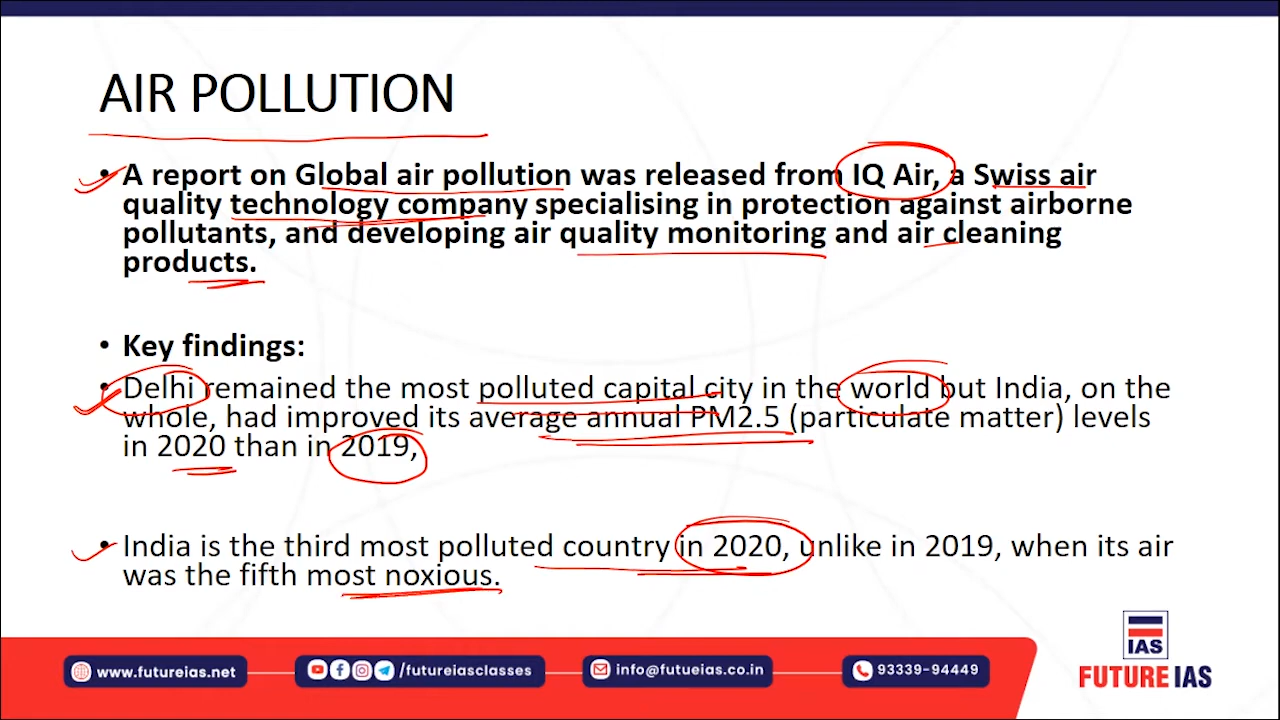 AIR POLLUTION
• A report on Global air pollution was released from IQ Air, a Swiss air
quality technology company specialising in protection against airborne
pollutants, and developing air quality monitoring and air cleaning
products.
• Key findings:
• Delhi remained the most polluted capital city in the world but India, on the
whole, had improved its average annual PM2.5 (particulate matter) levels
in 2020 than in 2019,
• India is the third most polluted country in 2020, unlike in 2019, when its air
was the fifth most noxious.
IAS
www.futureias.net
/futureiasclasses
info@futueias.co.in
93339-94449
FUTURE IAS